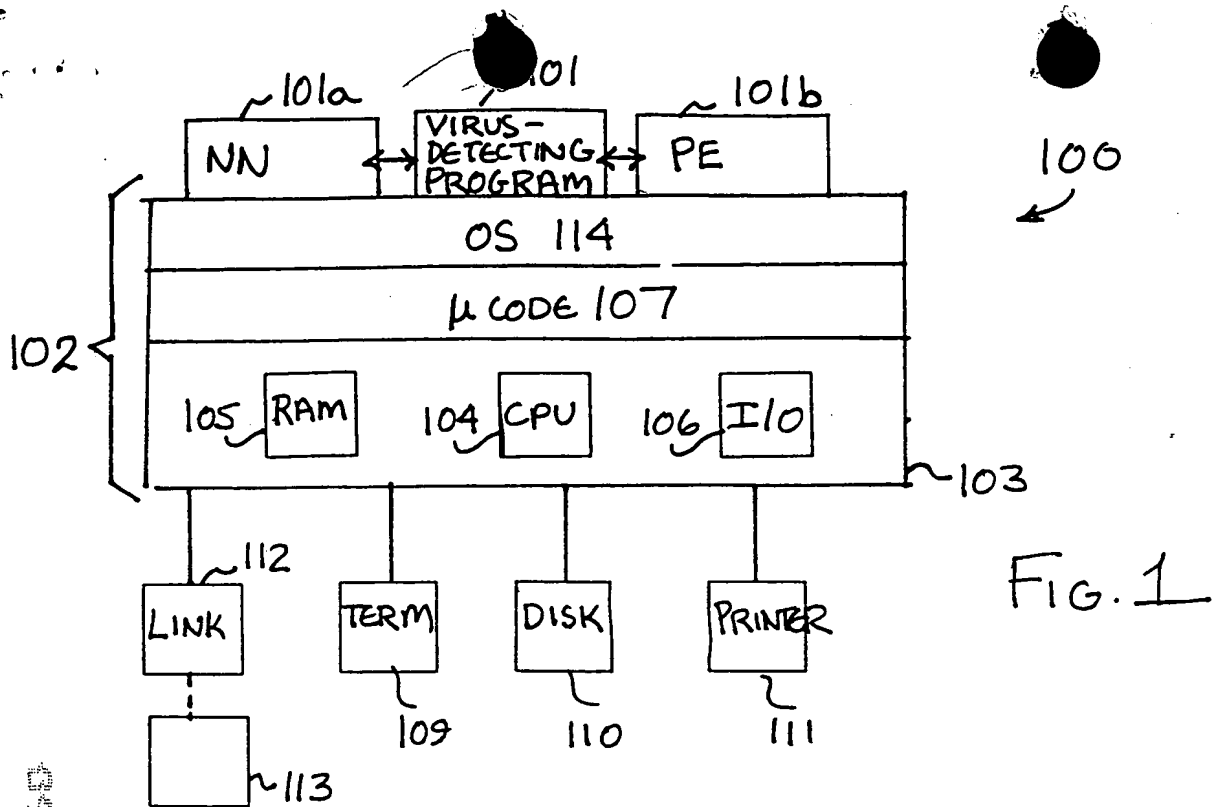 101a
101
101b
NN
VIRUS-
DETECTING
PROGRAM
PE
100
OS 114
μ CODE 107
102
105
RAM
104
CPU
106
I/O
103
112
LINK
TERM
DISK
PRINTER
FIG. 1
109
110
111
113